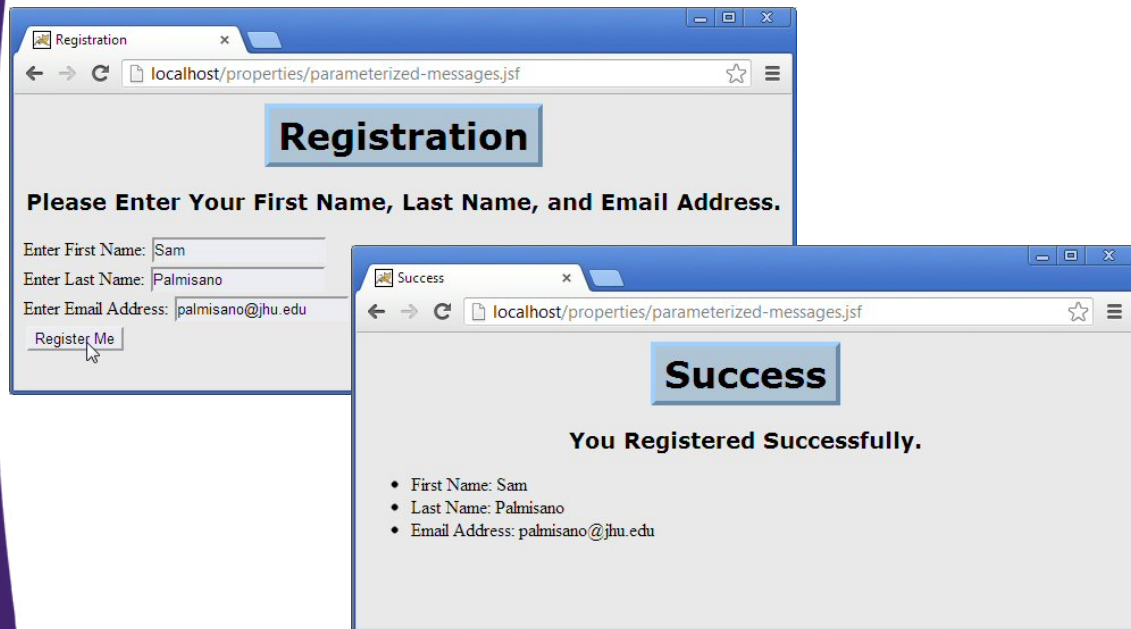 Registration
localhost/properties/parameterized-messages.jsf
Registration
Please Enter Your First Name, Last Name, and Email Address.
Enter First Name: Sam
Enter Last Name: Palmisano
Enter Email Address: palmisano@jhu.edu
Register Me
Success
localhost/properties/parameterized-messages.jsf
Success
You Registered Successfully.
• First Name: Sam
• Last Name: Palmisano
• Email Address: palmisano@jhu.edu